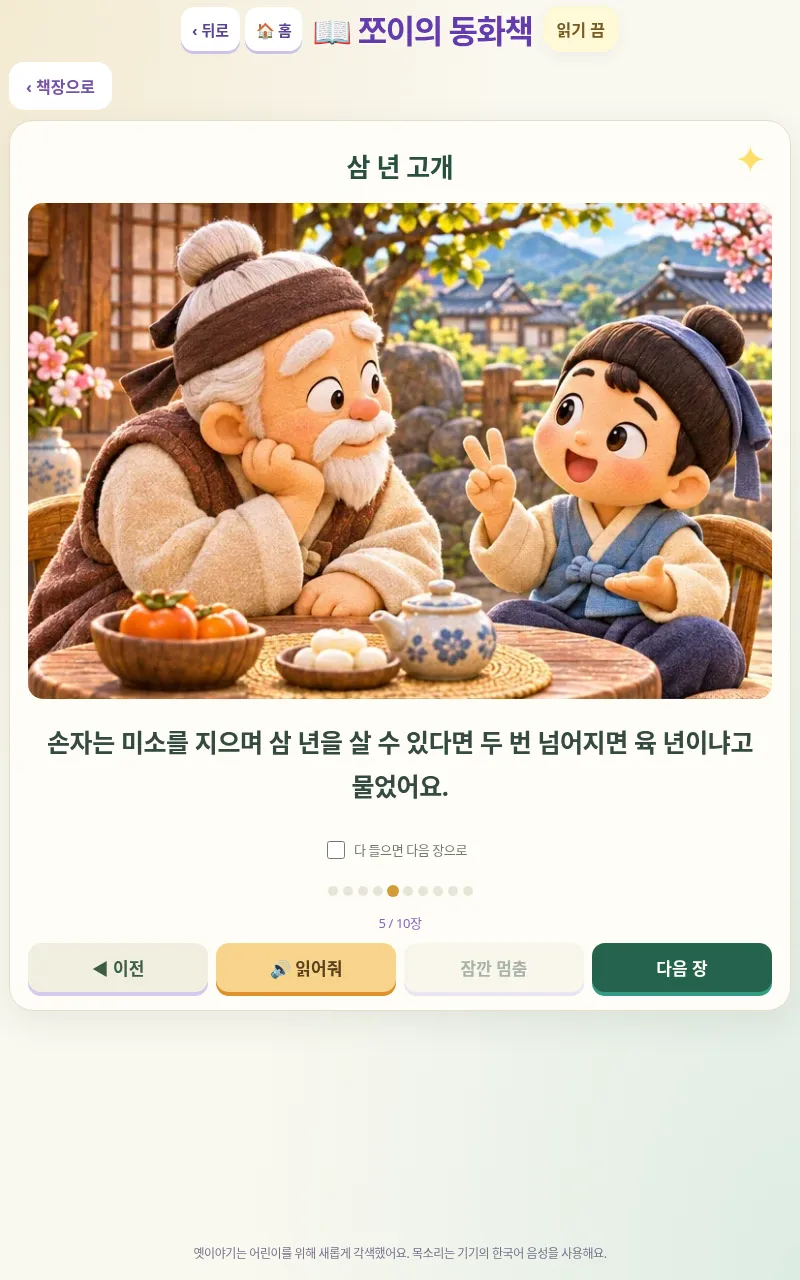 ‹ 뒤로
🏠 홈
📖 쪼이의 동화책
읽기 끔
‹ 책장으로
삼 년 고개
손자는 미소를 지으며 삼 년을 살 수 있다면 두 번 넘어지면 육 년이냐고
물었어요.
다 들으면 다음 장으로
5 / 10장
◀ 이전
🔊 읽어줘
잠깐 멈춤
다음 장
옛이야기는 어린이를 위해 새롭게 각색했어요. 목소리는 기기의 한국어 음성을 사용해요.